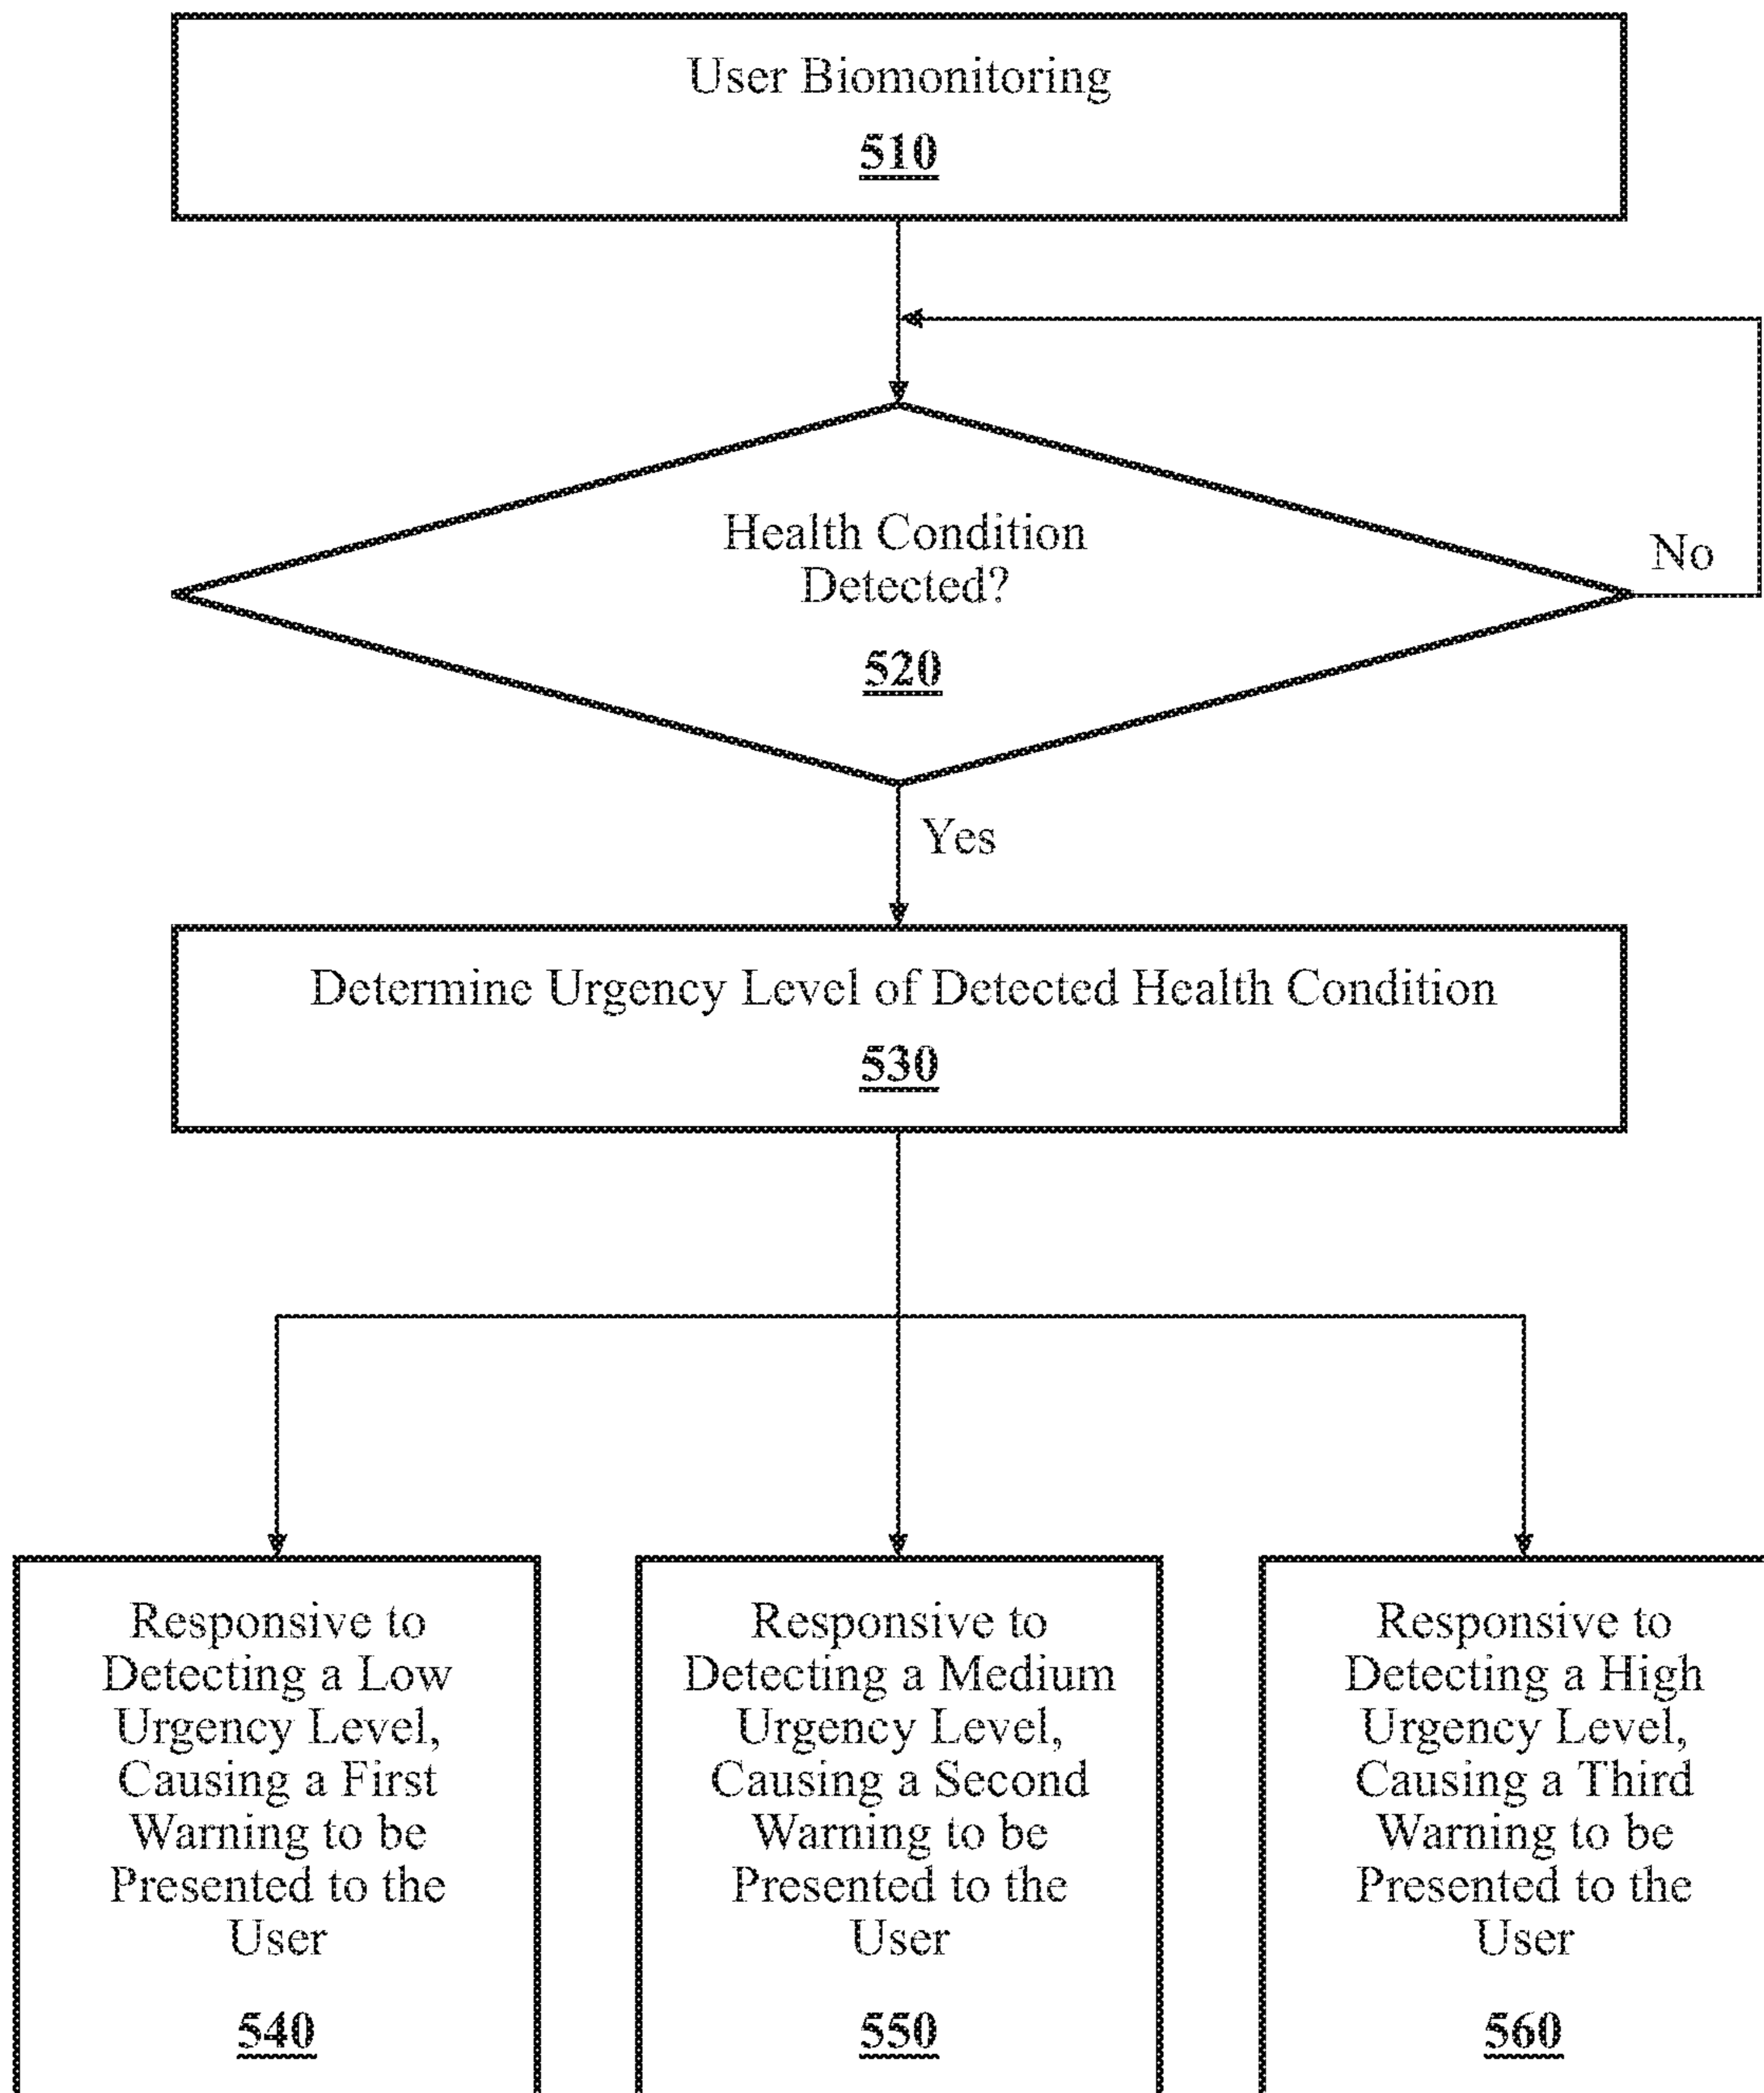 User Biomonitoring
510
Health Condition
Detected?
520
No
Yes
Determine Urgency Level of Detected Health Condition
530
Responsive to
Detecting a Low
Urgency Level,
Causing a First
Warning to be
Presented to the
User
540
Responsive to
Detecting a Medium
Urgency Level,
Causing a Second
Warning to be
Presented to the
User
550
Responsive to
Detecting a High
Urgency Level,
Causing a Third
Warning to be
Presented to the
User
560